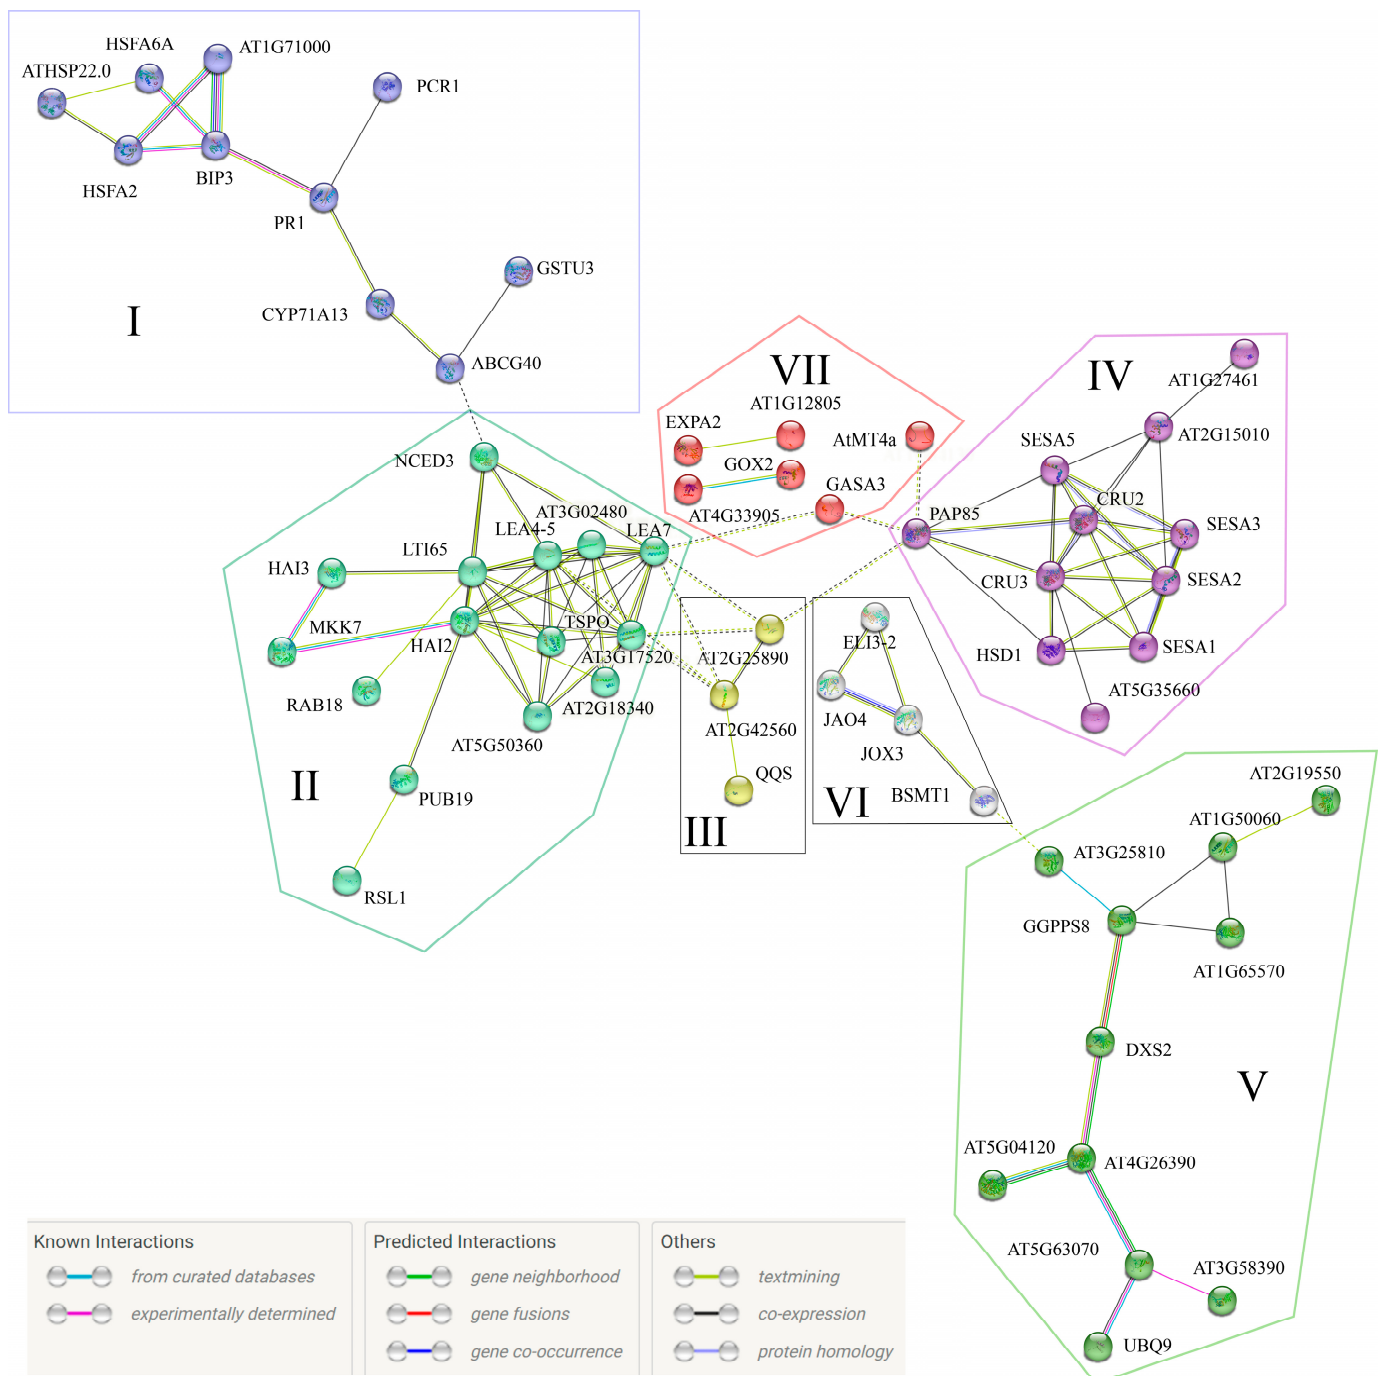 HSFA6A
AT1G71000
ATHSP22.0
PCR1
HSFA2
BIP3
PR1
GSTU3
CYP71A13
I
ABCG40
VII
IV
AT1G27461
AT1G12805
EXPA2
AtMT4a
SESA5
AT2G15010
NCED3
GOX2
GASA3
AT4G33905
CRU2
PAP85
SESA3
AT3G02480
LEA4-5
LEA7
LTI65
HAI3
CRU3
SESA2
MKK7
TSPO
HAI2
ELI3-2
HSD1
SESA1
AT3G17520
AT2G25890
AT5G35660
RAB18
AT2G18340
JAO4
AT2G42560
AT5G50360
JOX3
QQS
BSMT1
AT2G19550
II
PUB19
VI
III
AT1G50060
AT3G25810
RSL1
GGPPS8
AT1G65570
DXS2
V
AT5G04120
AT4G26390
AT5G63070
AT3G58390
UBQ9
Known Interactions
from curated databases
experimentally determined
Predicted Interactions
gene neighborhood
gene fusions
gene co-occurrence
Others
textmining
co-expression
protein homology